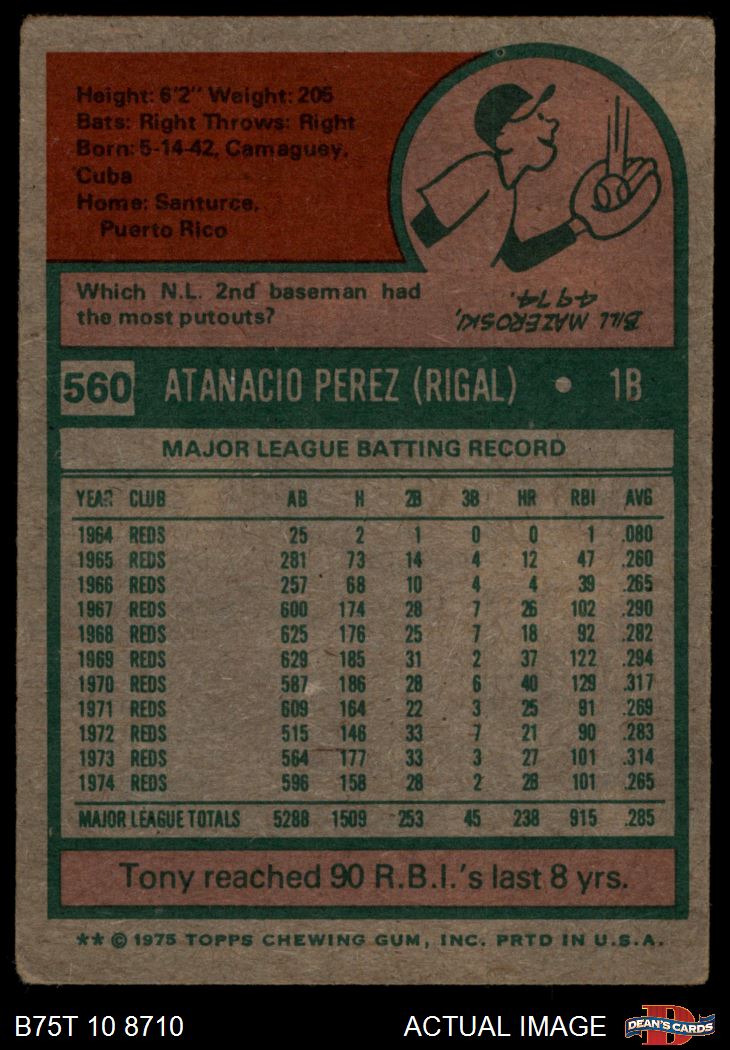 Height: 6'2" Weight: 205
Bats: Right Throws: Right
Born: 5-14-42, Camaguey,
Cuba
Home: Santurce,
Puerto Rico
Which N.L. 2nd baseman had
the most putouts?
BILL MAZEROSKI,
4974.
560 ATANACIO PEREZ (RIGAL) • 1B
MAJOR LEAGUE BATTING RECORD
YEAR CLUB AB H 2B 3B HR RBI AVG
1964 REDS 25 2 1 0 0 1 .080
1965 REDS 281 73 14 4 12 47 .260
1966 REDS 257 68 10 4 4 39 .265
1967 REDS 600 174 28 7 26 102 .290
1968 REDS 625 176 25 7 18 92 .282
1969 REDS 629 185 31 2 37 122 .294
1970 REDS 587 186 28 6 40 129 .317
1971 REDS 609 164 22 3 25 91 .269
1972 REDS 515 146 33 7 21 90 .283
1973 REDS 564 177 33 3 27 101 .314
1974 REDS 596 158 28 2 28 101 .265
MAJOR LEAGUE TOTALS 5288 1509 253 45 238 915 .285
Tony reached 90 R.B.I.'s last 8 yrs.
** © 1975 TOPPS CHEWING GUM, INC. PRTD IN U.S.A.
B75T 10 8710 ACTUAL IMAGE DEAN'S CARDS